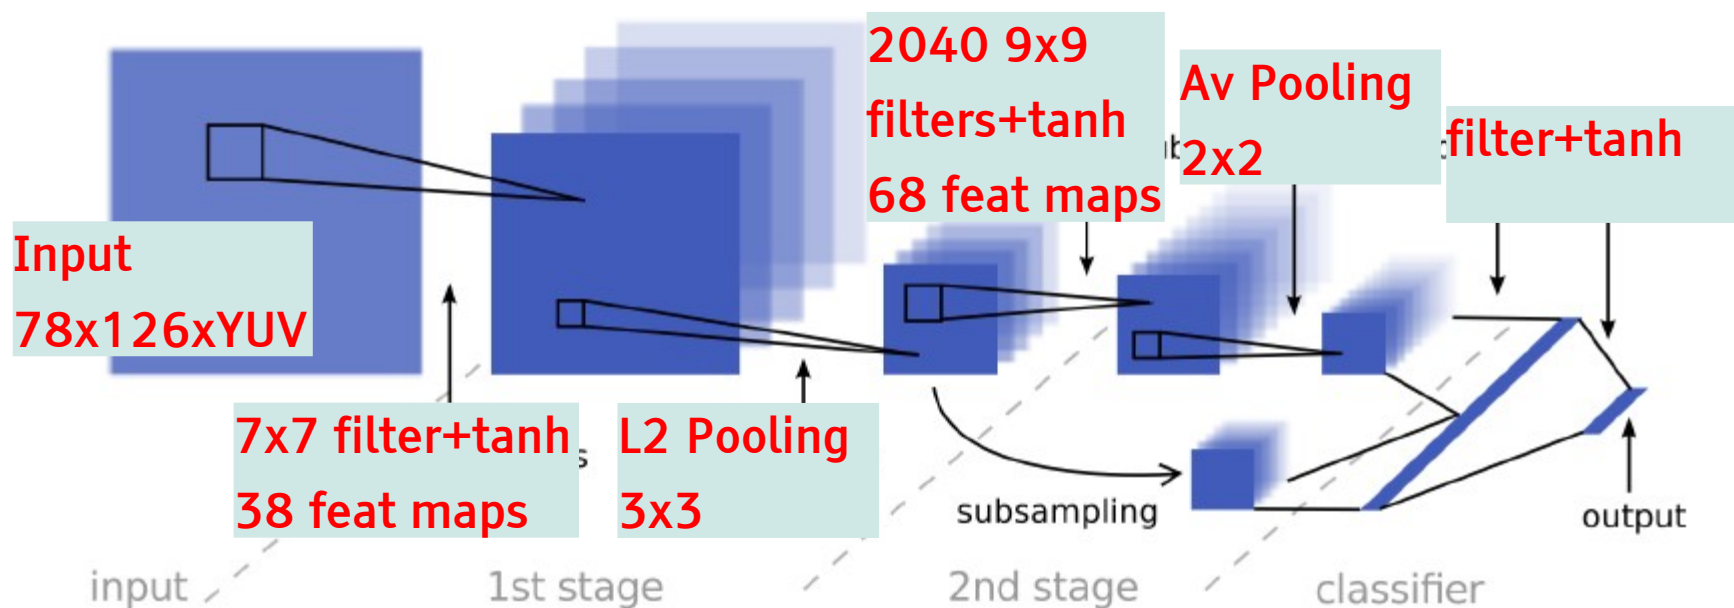 2040 9x9
filters+tanh
68 feat maps
Av Pooling
2x2
filter+tanh
Input
78x126xYUV
7x7 filter+tanh
38 feat maps
L2 Pooling
3x3
subsampling
output
input
1st stage
2nd stage
classifier